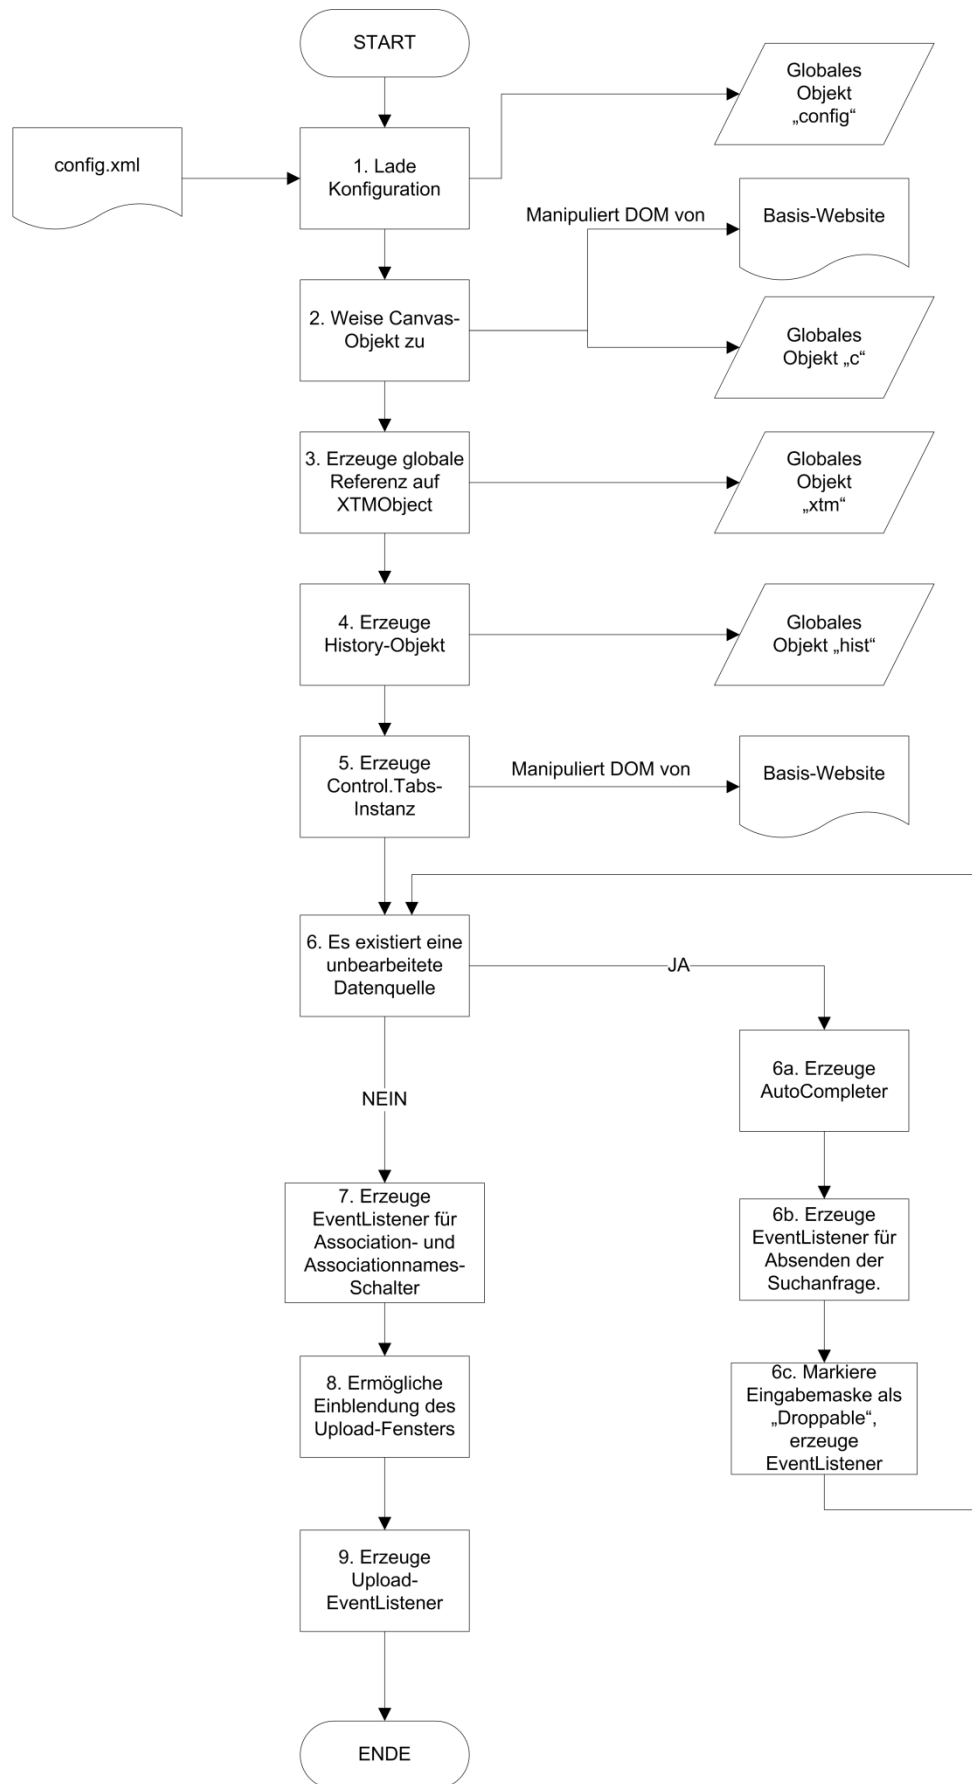 START
Globales
Objekt
„config“
config.xml
1. Lade
Konfiguration
Manipuliert DOM von
Basis-Website
2. Weise Canvas-
Objekt zu
Globales
Objekt „c“
3. Erzeuge globale
Referenz auf
XTMObject
Globales
Objekt
„xtm“
4. Erzeuge
History-Objekt
Globales
Objekt „hist“
5. Erzeuge
Control.Tabs-
Instanz
Manipuliert DOM von
Basis-Website
6. Es existiert eine
unbearbeitete
Datenquelle
JA
6a. Erzeuge
AutoCompleter
NEIN
6b. Erzeuge
EventListener für
Absenden der
Suchanfrage.
7. Erzeuge
EventListener für
Association- und
Associationnames-
Schalter
6c. Markiere
Eingabemaske als
„Droppable“,
erzeuge
EventListener
8. Ermögliche
Einblendung des
Upload-Fensters
9. Erzeuge
Upload-
EventListener
ENDE